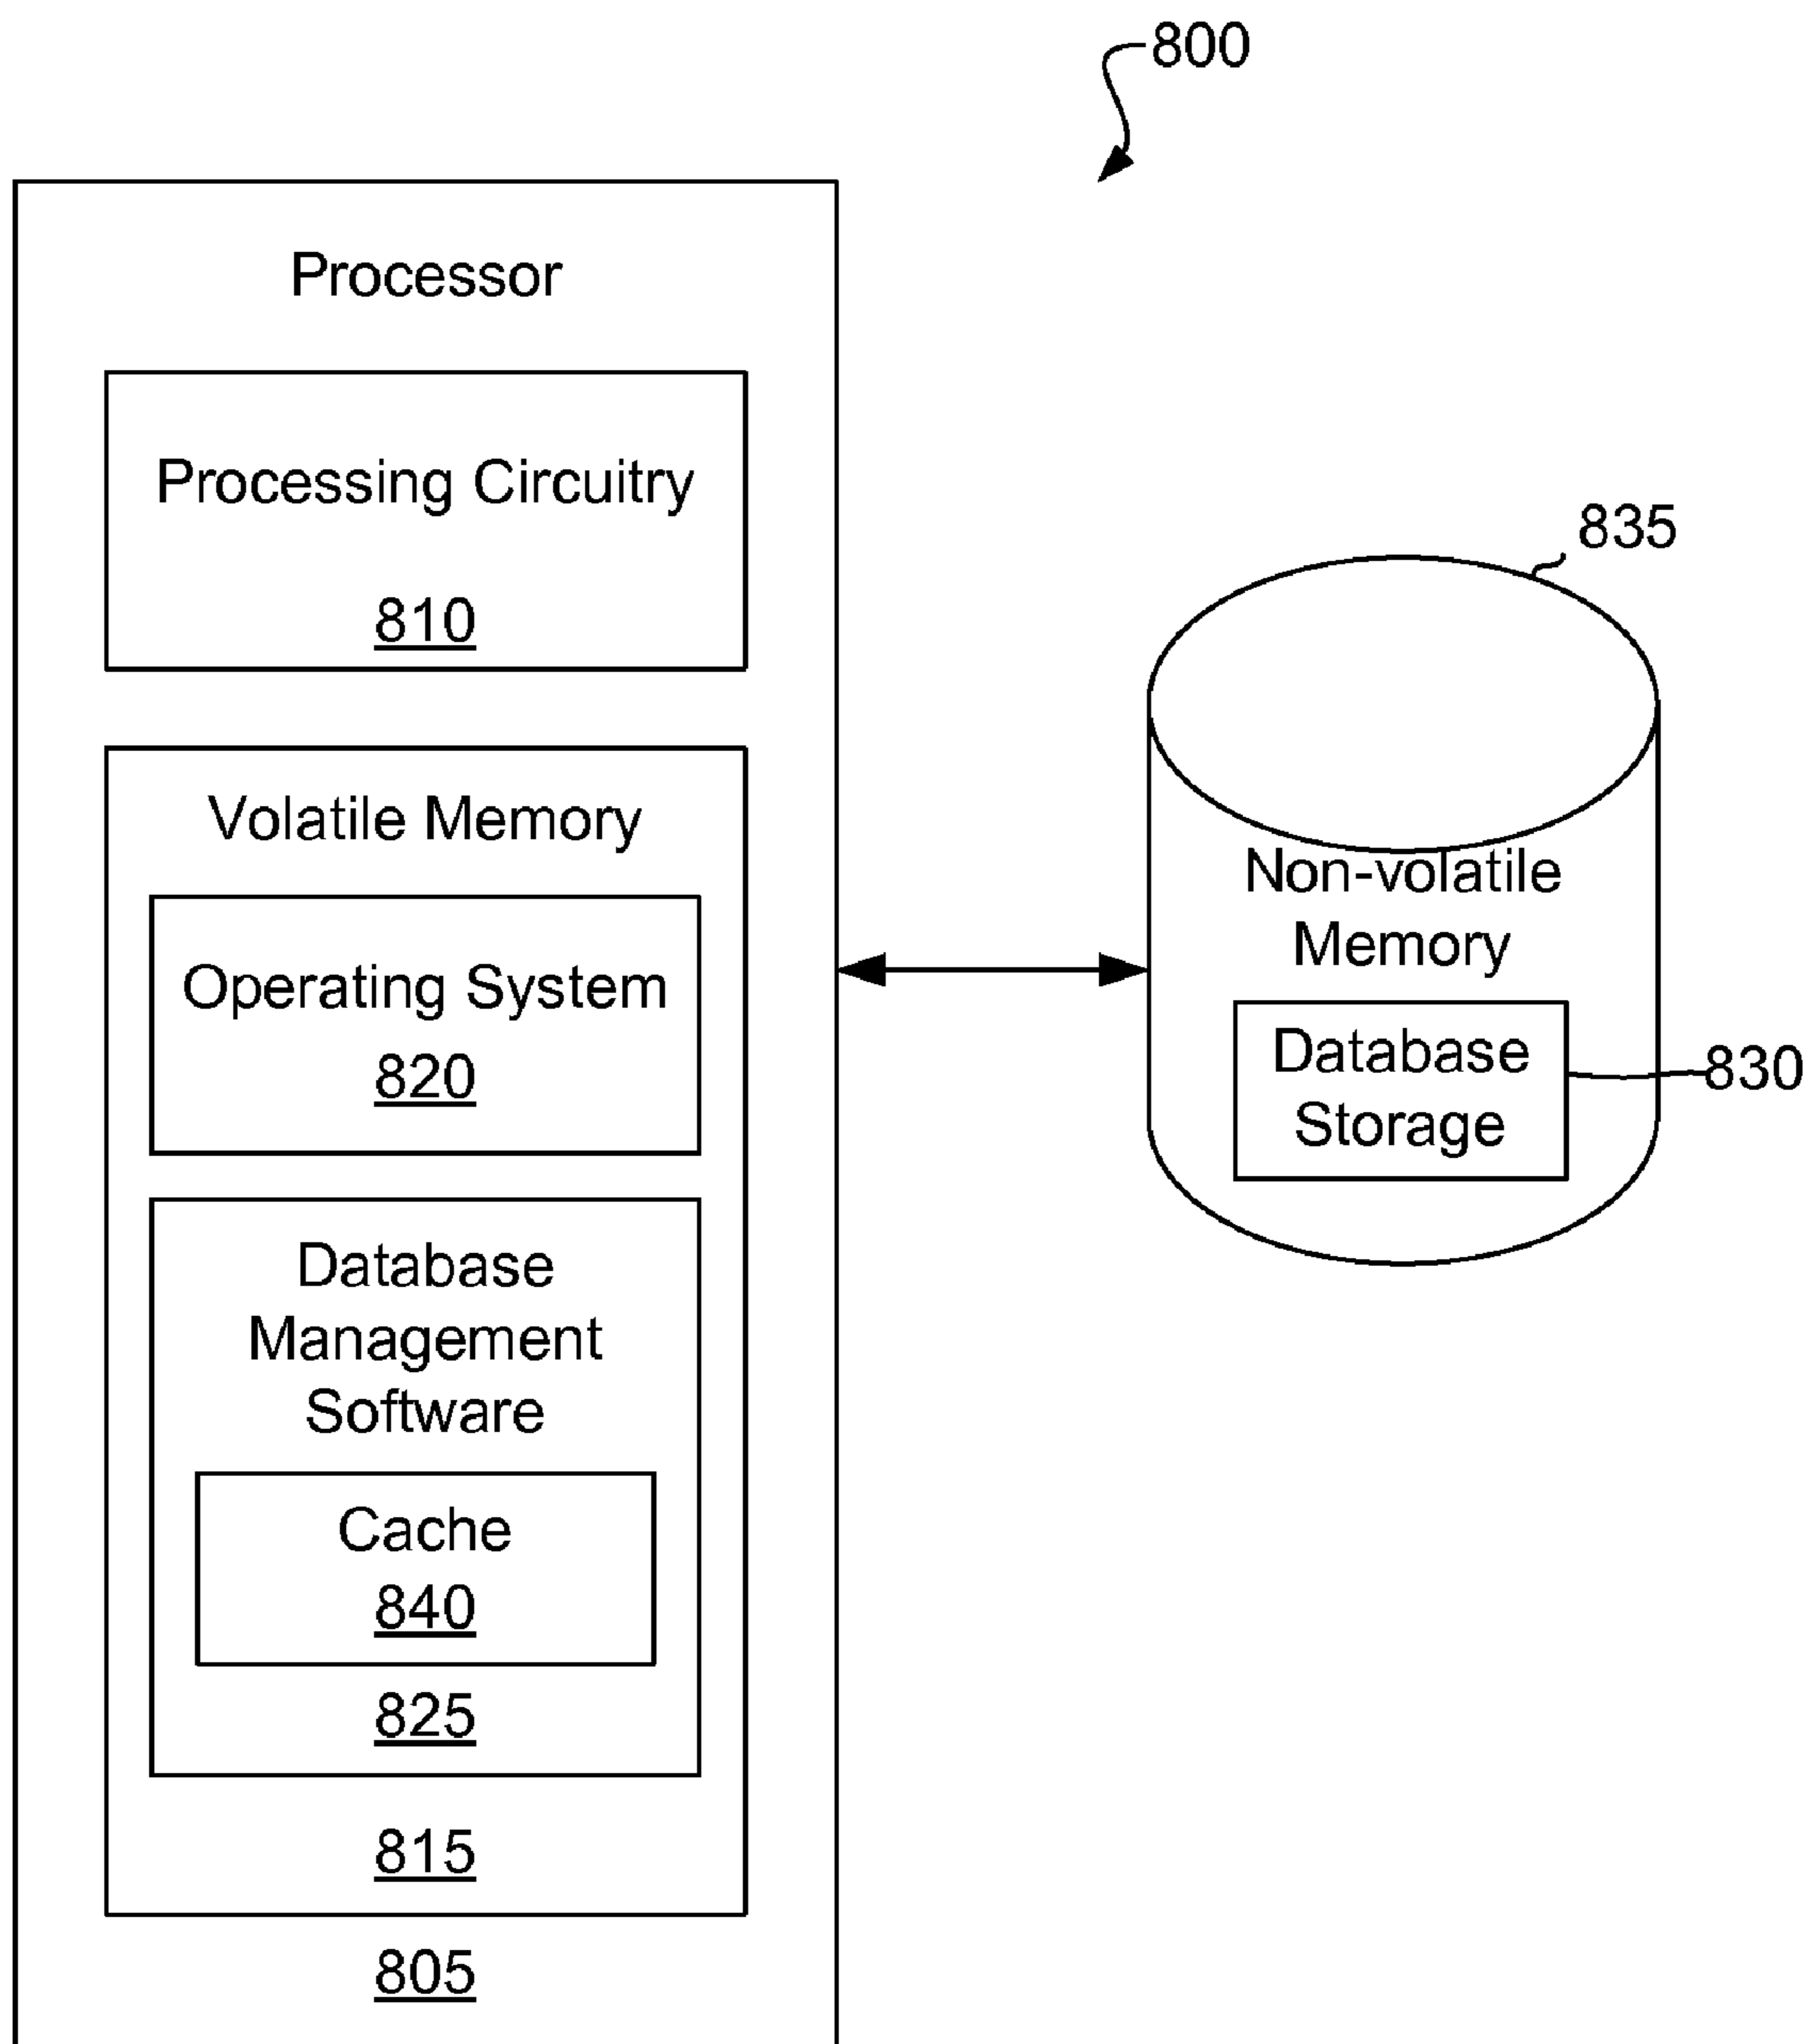 800
Processor
Processing Circuitry
810
Volatile Memory
Operating System
820
Database
Management
Software
Cache
840
825
815
805
835
Non-volatile
Memory
Database
Storage
830